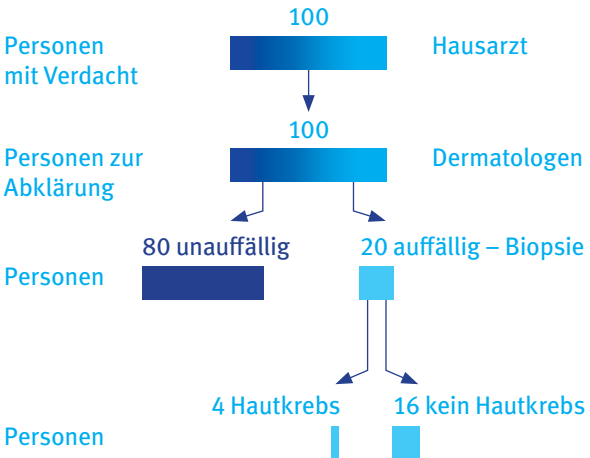 100
Personen
mit Verdacht
Hausarzt
100
Personen zur
Abklärung
Dermatologen
80 unauffällig
20 auffällig – Biopsie
Personen
4 Hautkrebs
16 kein Hautkrebs
Personen